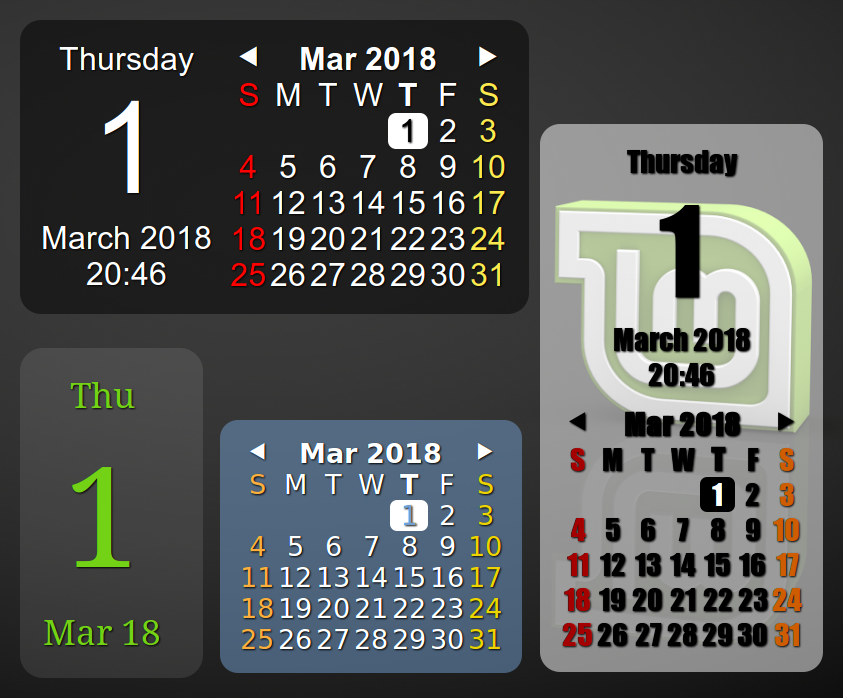 Thursday
1
March 2018
20:46
◀ Mar 2018 ▶
S M T W T F S
1 2 3
4 5 6 7 8 9 10
11 12 13 14 15 16 17
18 19 20 21 22 23 24
25 26 27 28 29 30 31
Thu
1
Mar 18
◀ Mar 2018 ▶
S M T W T F S
1 2 3
4 5 6 7 8 9 10
11 12 13 14 15 16 17
18 19 20 21 22 23 24
25 26 27 28 29 30 31
Thursday
1
March 2018
20:46
◀ Mar 2018 ▶
S M T W T F S
1 2 3
4 5 6 7 8 9 10
11 12 13 14 15 16 17
18 19 20 21 22 23 24
25 26 27 28 29 30 31